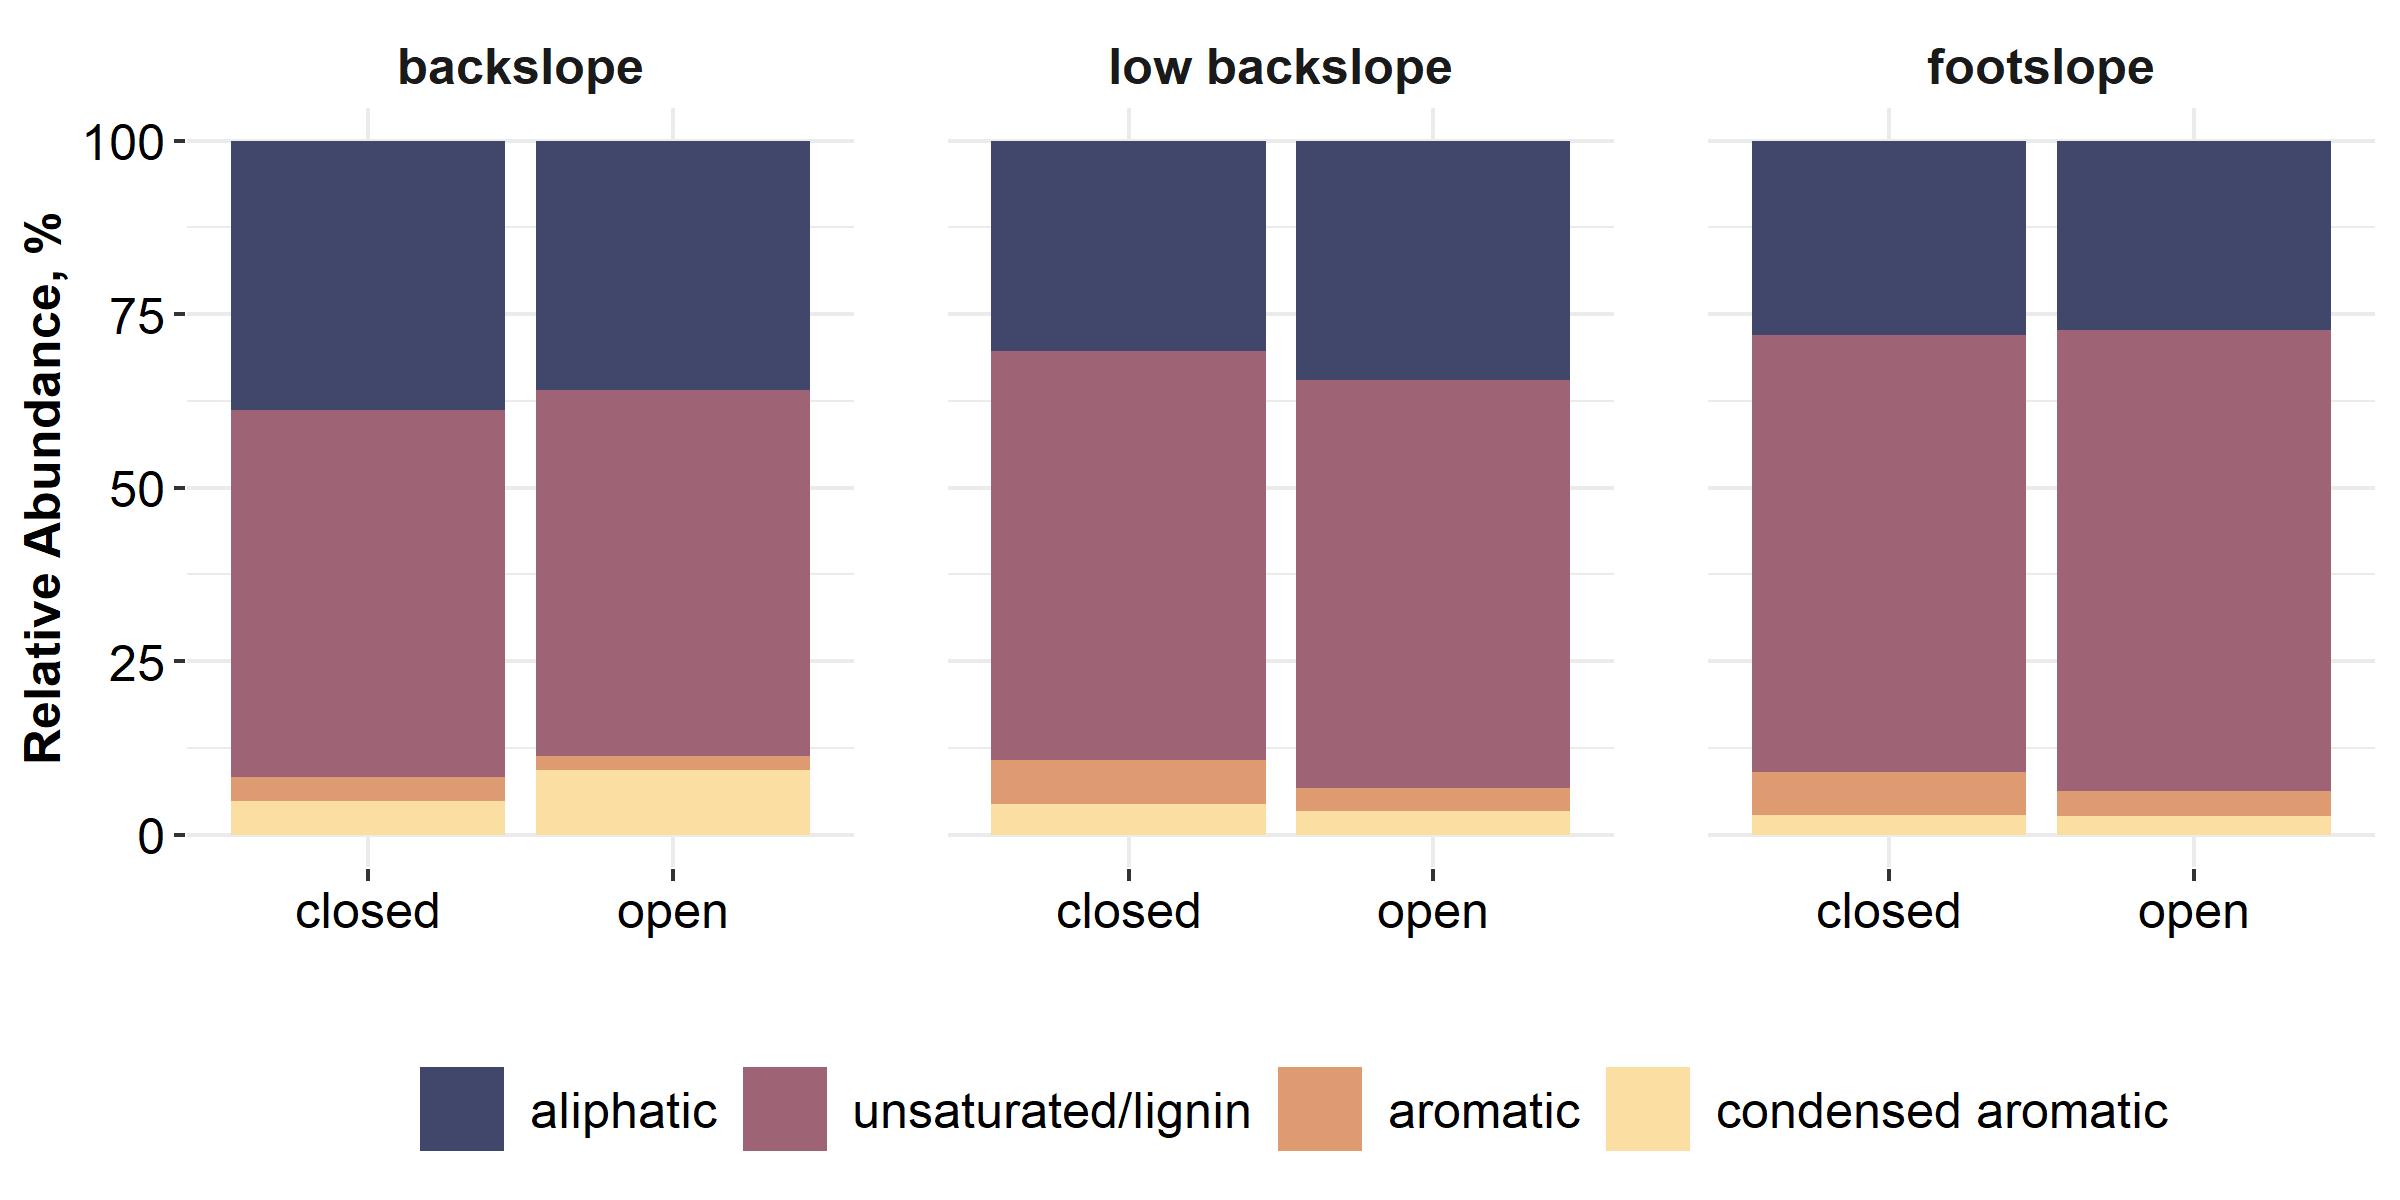 backslope low backslope footslope
Relative Abundance, %
100
75
50
25
0
closed open closed open closed open
aliphatic unsaturated/lignin aromatic condensed aromatic